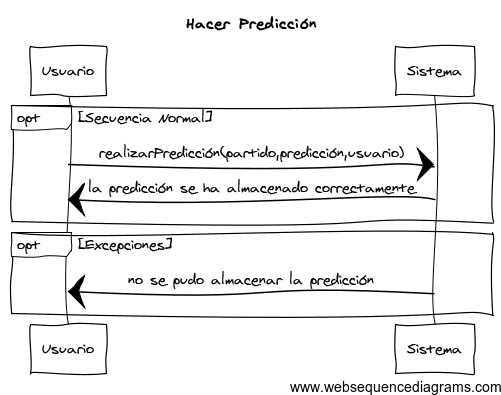 Hacer Predicción
Usuario
Sistema
opt
[Secuencia Normal]
realizarPredicción(partido,predicción,usuario)
la predicción se ha almacenado correctamente
opt
[Excepciones]
no se pudo almacenar la predicción
Usuario
Sistema
www.websequencediagrams.com